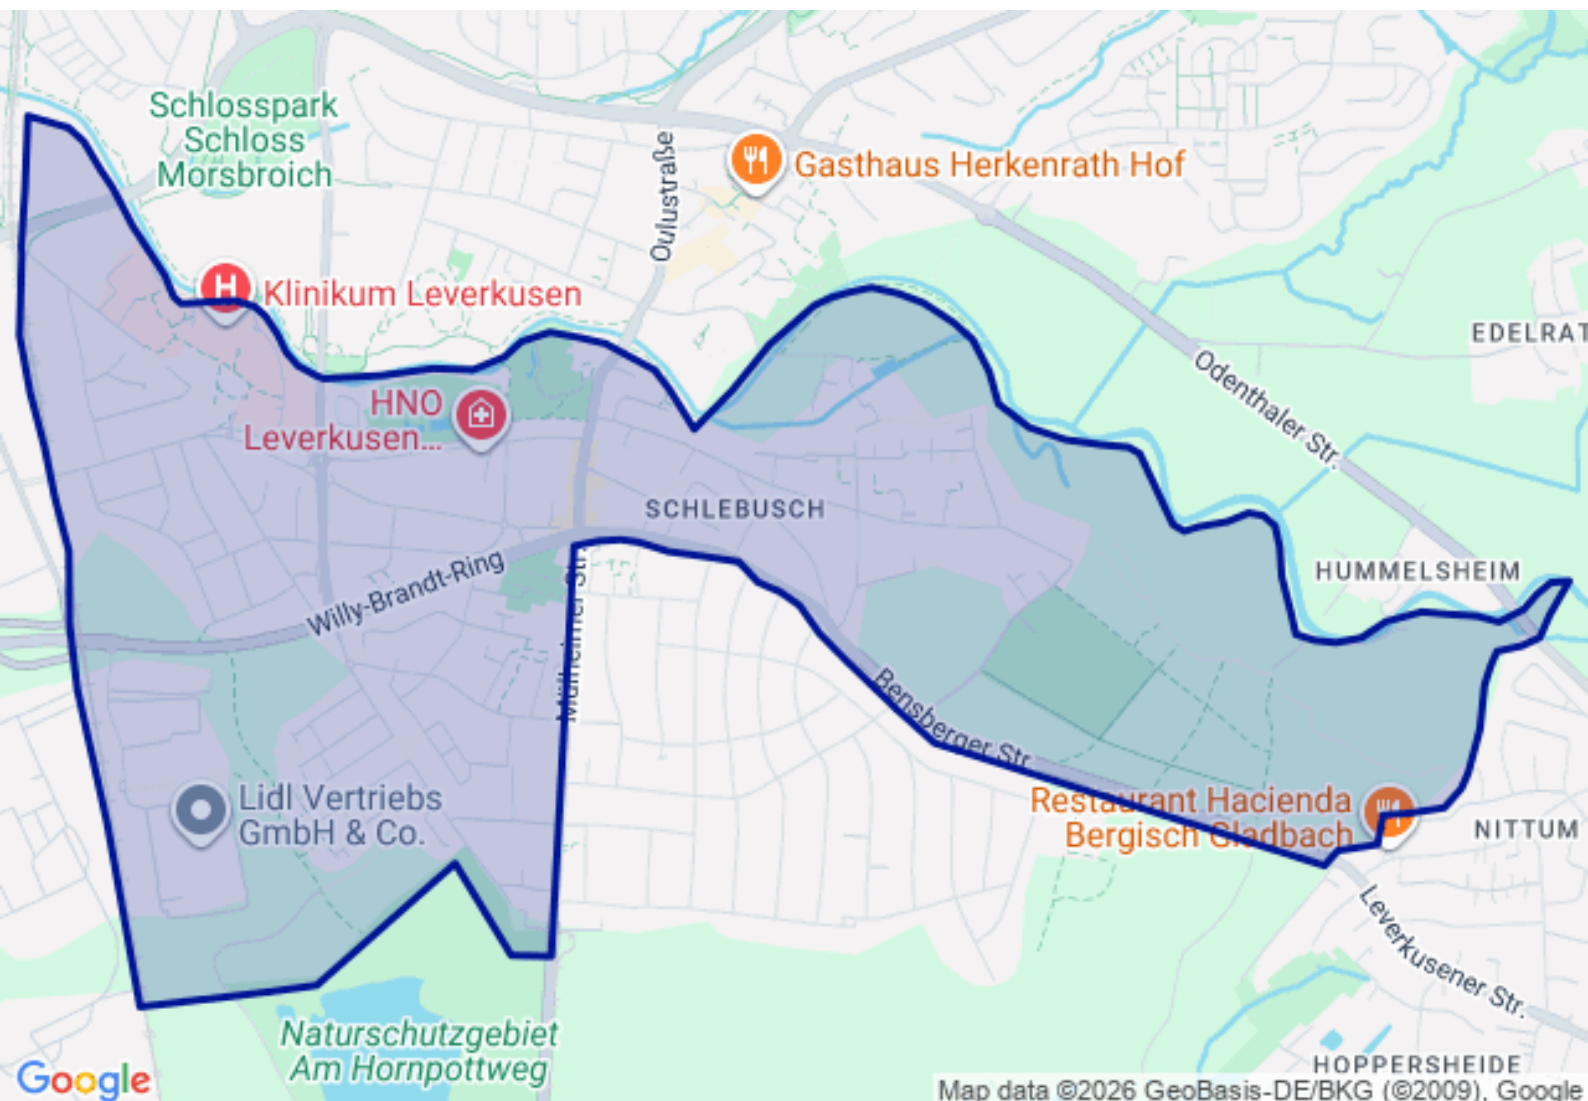 Schlosspark
Schloss
Morsbroich
Oulustraße
Gasthaus Herkenrath Hof
Klinikum Leverkusen
EDELRAT
Odenthaler Str.
HNO
Leverkusen...
SCHLEBUSCH
HUMMELSHEIM
Willy-Brandt-Ring
Mülheimer Str.
Bensberger Str.
Lidl Vertriebs
GmbH & Co.
Restaurant Hacienda
Bergisch Gladbach
NITTUM
Leverkusener Str.
Naturschutzgebiet
Am Hornpottweg
HOPPERSHEIDE
Google
Map data ©2026 GeoBasis-DE/BKG (©2009), Google